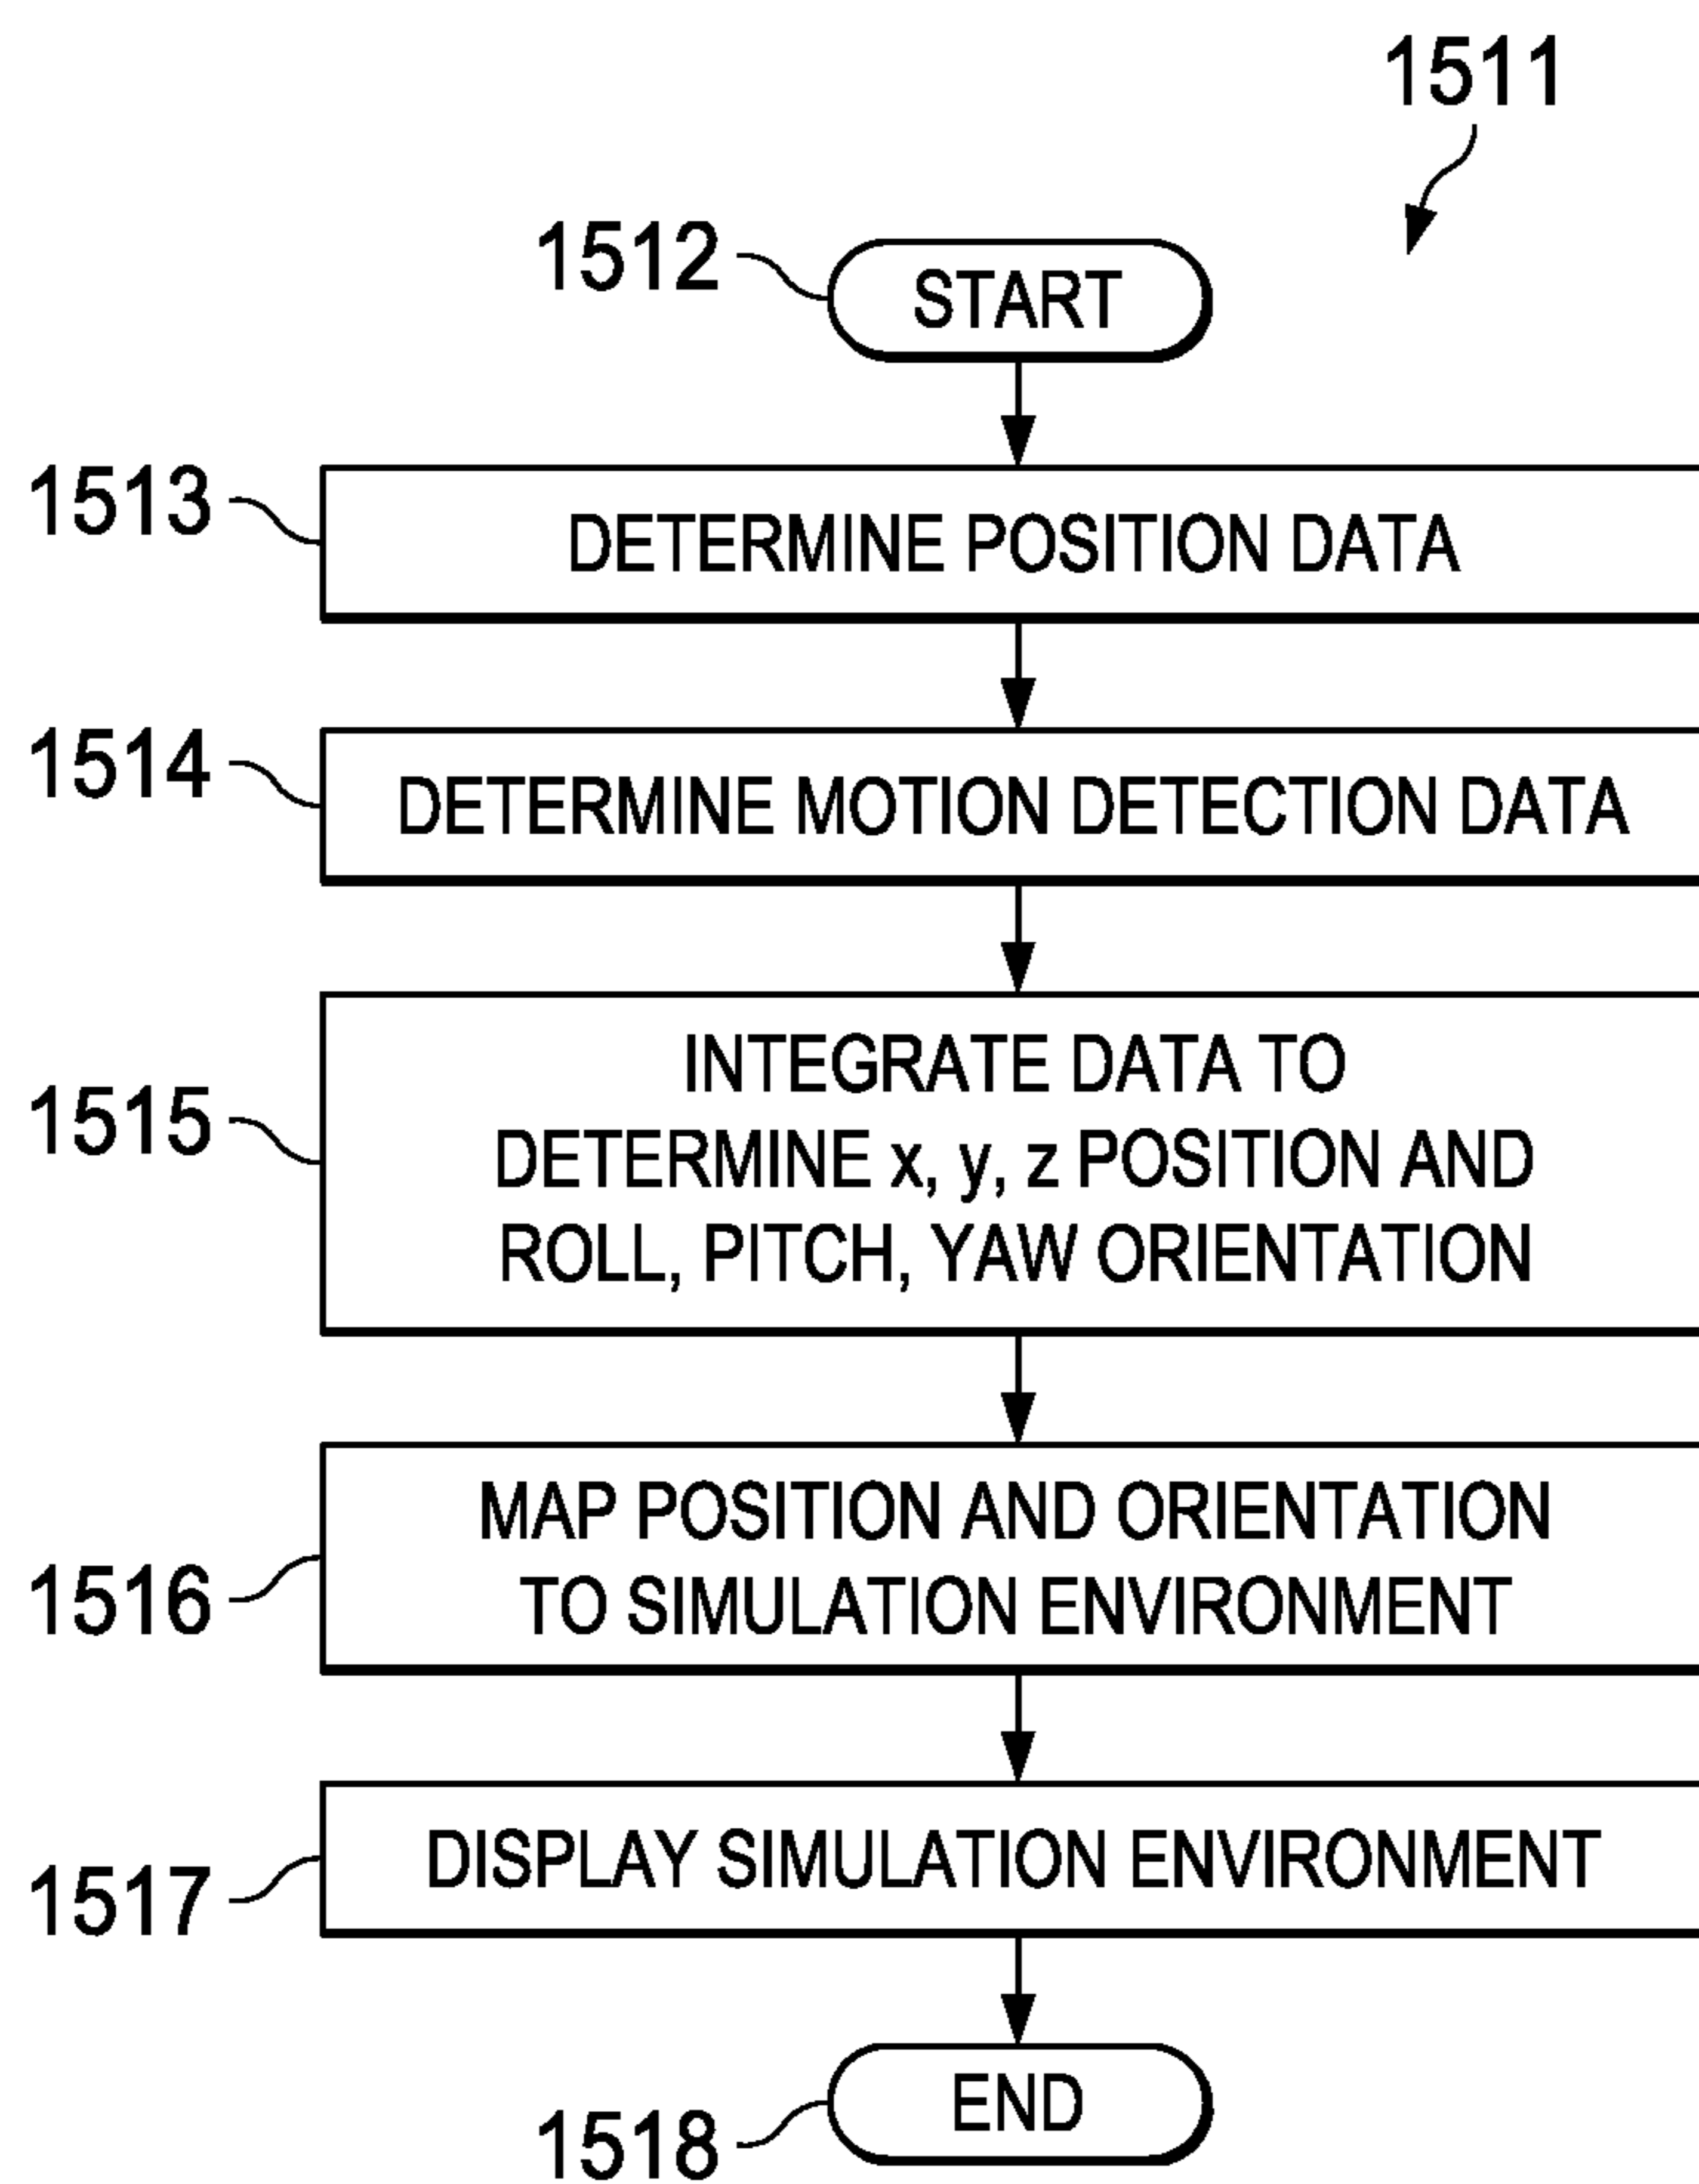 1511
1512
START
1513
DETERMINE POSITION DATA
1514
DETERMINE MOTION DETECTION DATA
1515
INTEGRATE DATA TO
DETERMINE x, y, z POSITION AND
ROLL, PITCH, YAW ORIENTATION
1516
MAP POSITION AND ORIENTATION
TO SIMULATION ENVIRONMENT
1517
DISPLAY SIMULATION ENVIRONMENT
1518
END